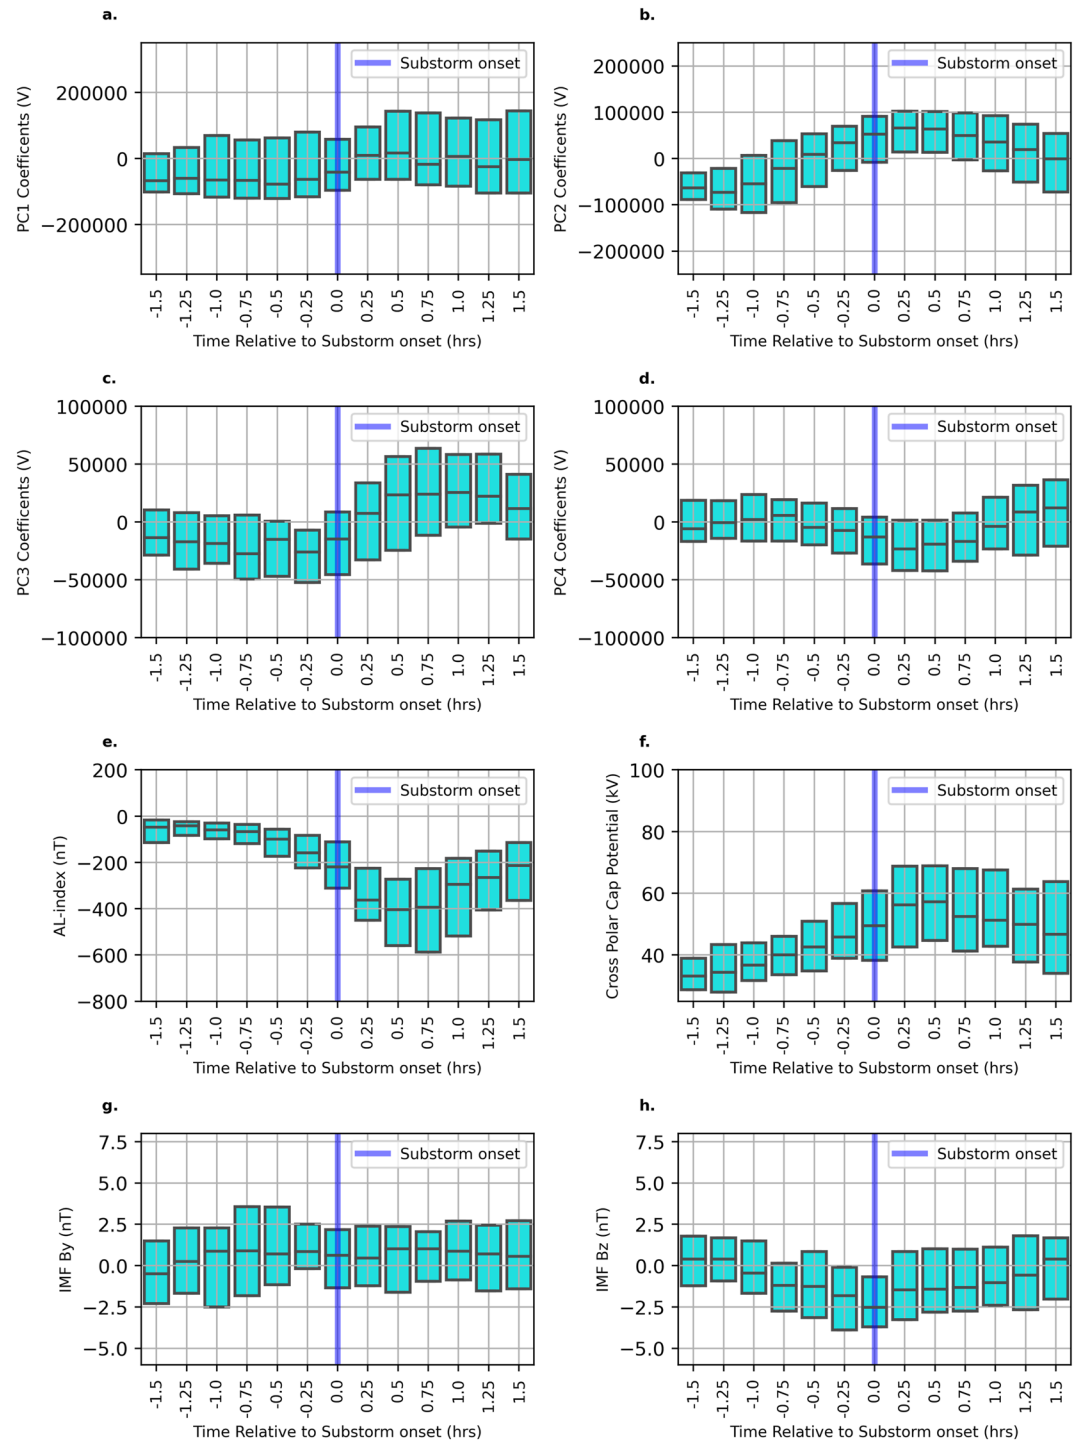 a.
Substorm onset
PC1 Coefficents (V)
200000
0
−200000
-1.5 -1.25 -1.0 -0.75 -0.5 -0.25 0.0 0.25 0.5 0.75 1.0 1.25 1.5
Time Relative to Substorm onset (hrs)
b.
Substorm onset
PC2 Coefficents (V)
200000
100000
0
−100000
−200000
-1.5 -1.25 -1.0 -0.75 -0.5 -0.25 0.0 0.25 0.5 0.75 1.0 1.25 1.5
Time Relative to Substorm onset (hrs)
c.
Substorm onset
PC3 Coefficents (V)
100000
50000
0
−50000
−100000
-1.5 -1.25 -1.0 -0.75 -0.5 -0.25 0.0 0.25 0.5 0.75 1.0 1.25 1.5
Time Relative to Substorm onset (hrs)
d.
Substorm onset
PC4 Coefficents (V)
100000
50000
0
−50000
−100000
-1.5 -1.25 -1.0 -0.75 -0.5 -0.25 0.0 0.25 0.5 0.75 1.0 1.25 1.5
Time Relative to Substorm onset (hrs)
e.
Substorm onset
AL-index (nT)
200
0
−200
−400
−600
−800
-1.5 -1.25 -1.0 -0.75 -0.5 -0.25 0.0 0.25 0.5 0.75 1.0 1.25 1.5
Time Relative to Substorm onset (hrs)
f.
Substorm onset
Cross Polar Cap Potential (kV)
100
80
60
40
-1.5 -1.25 -1.0 -0.75 -0.5 -0.25 0.0 0.25 0.5 0.75 1.0 1.25 1.5
Time Relative to Substorm onset (hrs)
g.
Substorm onset
IMF By (nT)
7.5
5.0
2.5
0.0
−2.5
−5.0
-1.5 -1.25 -1.0 -0.75 -0.5 -0.25 0.0 0.25 0.5 0.75 1.0 1.25 1.5
Time Relative to Substorm onset (hrs)
h.
Substorm onset
IMF Bz (nT)
7.5
5.0
2.5
0.0
−2.5
−5.0
-1.5 -1.25 -1.0 -0.75 -0.5 -0.25 0.0 0.25 0.5 0.75 1.0 1.25 1.5
Time Relative to Substorm onset (hrs)